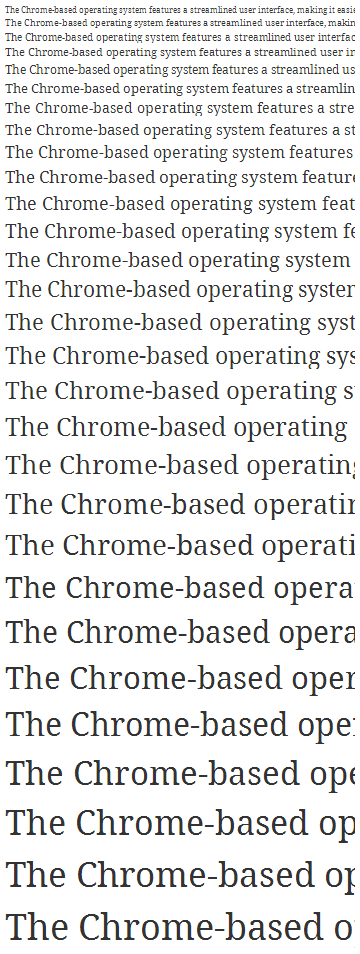 The Chrome-based operating system features a streamlined user interface, making it easie
The Chrome-based operating system features a streamlined user interface, makin
The Chrome-based operating system features a streamlined user interfac
The Chrome-based operating system features a streamlined user in
The Chrome-based operating system features a streamlined us
The Chrome-based operating system features a streamlin
The Chrome-based operating system features a stre
The Chrome-based operating system features a st
The Chrome-based operating system features
The Chrome-based operating system feature
The Chrome-based operating system feat
The Chrome-based operating system fe
The Chrome-based operating system
The Chrome-based operating system
The Chrome-based operating syst
The Chrome-based operating sys
The Chrome-based operating s
The Chrome-based operating
The Chrome-based operating
The Chrome-based operatin
The Chrome-based operati
The Chrome-based opera
The Chrome-based opera
The Chrome-based oper
The Chrome-based oper
The Chrome-based ope
The Chrome-based op
The Chrome-based op
The Chrome-based o